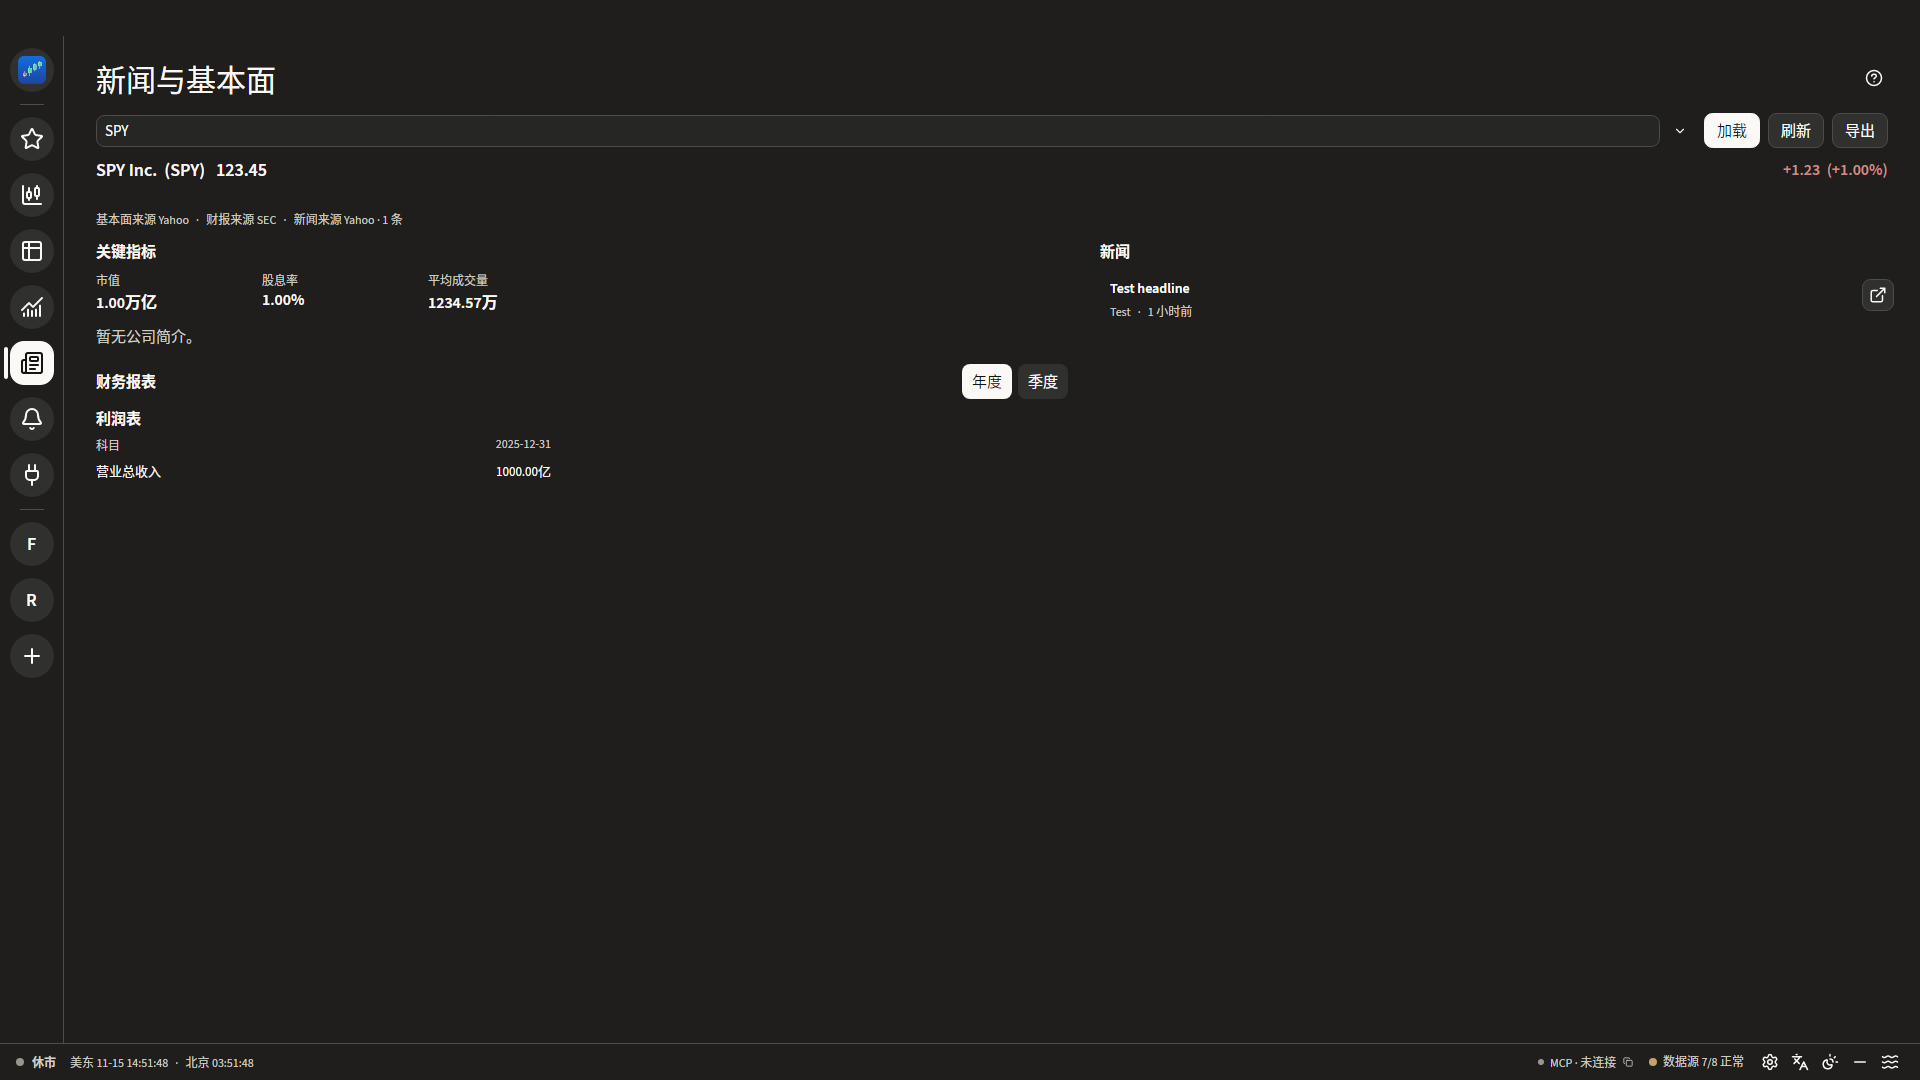 新闻与基本面
SPY
加载
刷新
导出
SPY Inc. (SPY) 123.45
+1.23 (+1.00%)
基本面来源 Yahoo · 财报来源 SEC · 新闻来源 Yahoo · 1 条
关键指标
市值
股息率
平均成交量
1.00万亿
1.00%
1234.57万
暂无公司简介。
财务报表
年度
季度
利润表
科目
2025-12-31
营业总收入
1000.00亿
新闻
Test headline
Test · 1 小时前
F
R
休市
美东 11-15 14:51:48 · 北京 03:51:48
MCP · 未连接
数据源 7/8 正常